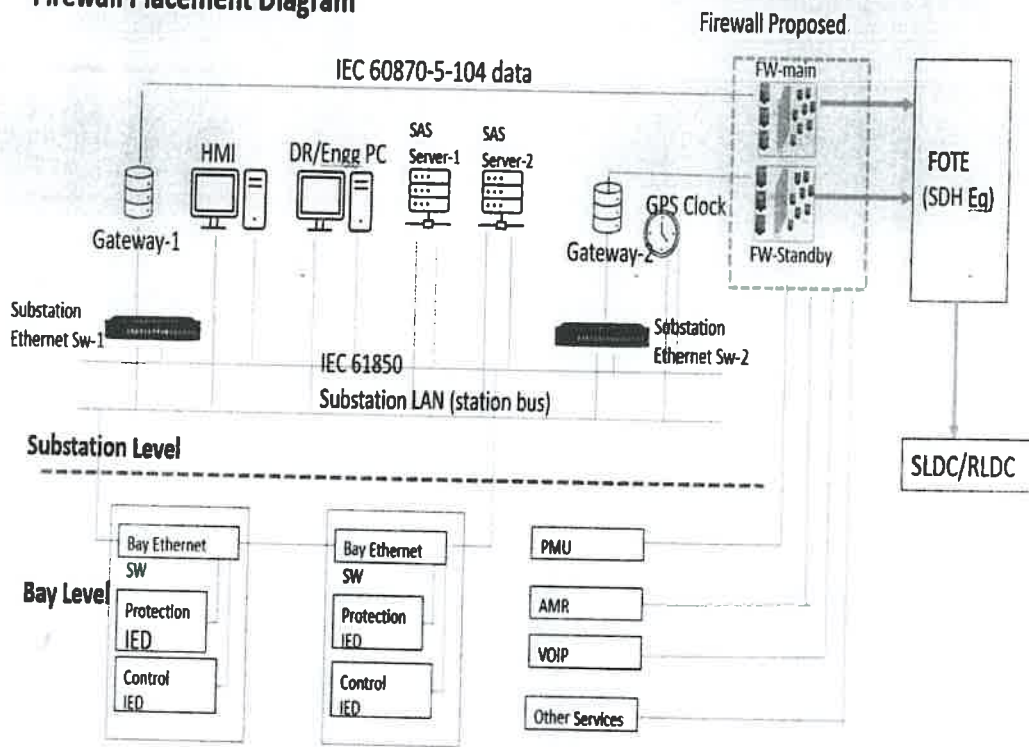 Firewall Placement Diagram
Firewall Proposed
IEC 60870-5-104 data
FW-main
HMI
DR/Engg PC
SAS
Server-1
SAS
Server-2
FOTE
(SDH Eq)
GPS Clock
Gateway-1
Gateway-2
FW-Standby
Substation
Ethernet Sw-1
Substation
Ethernet Sw-2
IEC 61850
Substation LAN (station bus)
Substation Level
SLDC/RLDC
Bay Ethernet
SW
Bay Ethernet
SW
PMU
Bay Level
Protection
IED
Protection
IED
AMR
VOIP
Control
IED
Control
IED
Other Services